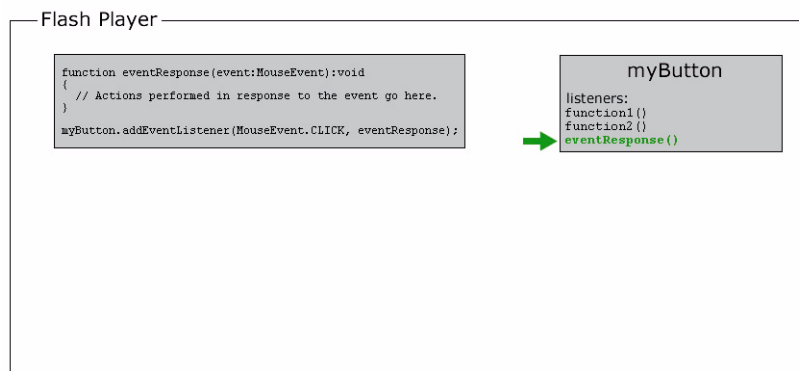 Flash Player
function eventResponse(event:MouseEvent):void
{
// Actions performed in response to the event go here.
}
myButton.addEventListener(MouseEvent.CLICK, eventResponse);
myButton
listeners:
function1()
function2()
eventResponse()